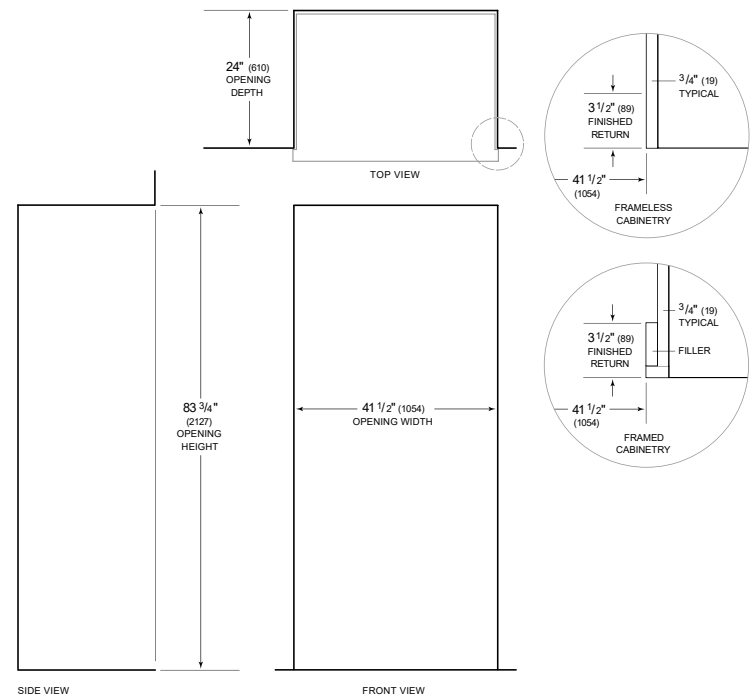 24" (610)
OPENING
DEPTH
TOP VIEW
3/4" (19)
TYPICAL
3 1/2" (89)
FINISHED
RETURN
41 1/2"
(1054)
FRAMELESS
CABINETRY
3/4" (19)
TYPICAL
3 1/2" (89)
FINISHED
RETURN
FILLER
41 1/2"
(1054)
FRAMED
CABINETRY
83 3/4"
(2127)
OPENING
HEIGHT
41 1/2" (1054)
OPENING WIDTH
SIDE VIEW
FRONT VIEW